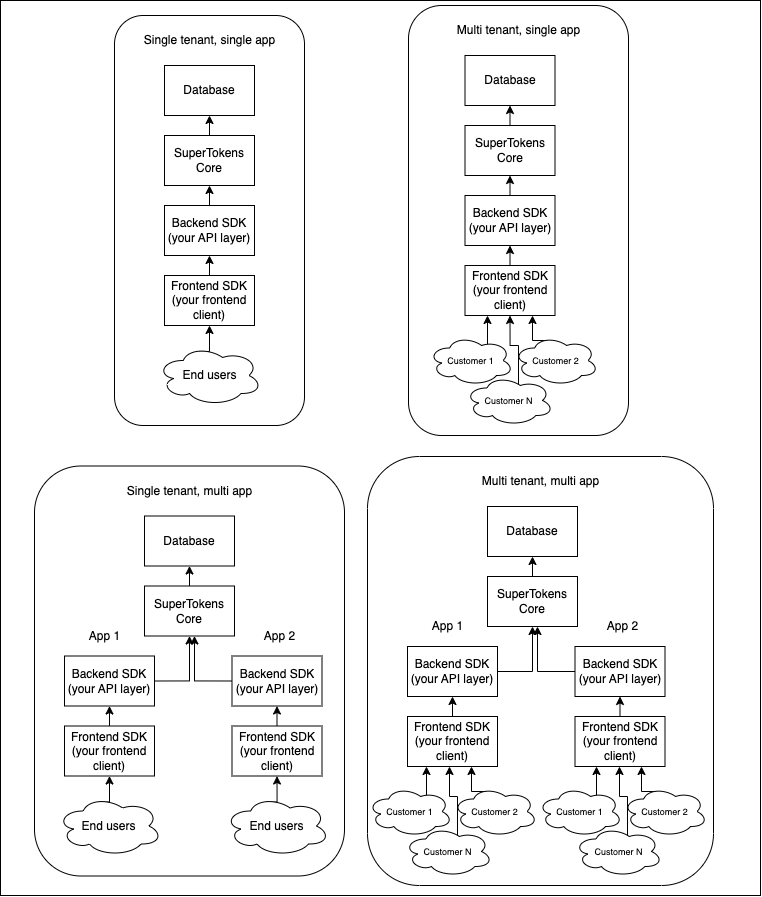 Single tenant, single app
Database
SuperTokens
Core
Backend SDK
(your API layer)
Frontend SDK
(your frontend
client)
End users
Multi tenant, single app
Database
SuperTokens
Core
Backend SDK
(your API layer)
Frontend SDK
(your frontend
client)
Customer 1
Customer 2
Customer N
Single tenant, multi app
Database
SuperTokens
Core
App 1
App 2
Backend SDK
(your API layer)
Backend SDK
(your API layer)
Frontend SDK
(your frontend
client)
Frontend SDK
(your frontend
client)
End users
End users
Multi tenant, multi app
Database
SuperTokens
Core
App 1
App 2
Backend SDK
(your API layer)
Backend SDK
(your API layer)
Frontend SDK
(your frontend
client)
Frontend SDK
(your frontend
client)
Customer 1
Customer 2
Customer N
Customer 1
Customer 2
Customer N